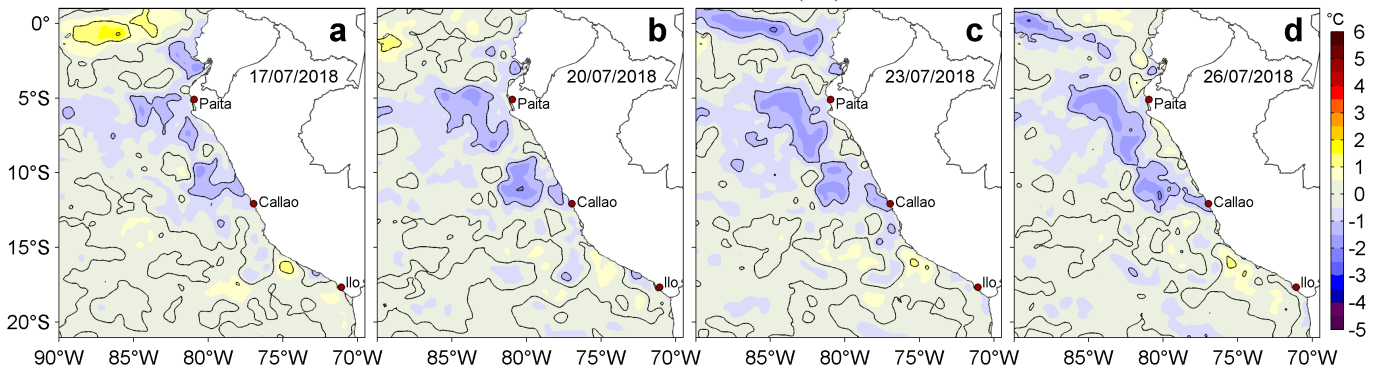 a b c d °C
0° 6
17/07/2018 20/07/2018 23/07/2018 26/07/2018 5
4
5°S Paita Paita Paita Paita 3
2
1
10°S 0
Callao Callao Callao Callao -1
15°S -2
-3
Ilo Ilo Ilo Ilo -4
20°S -5
90°W 85°W 80°W 75°W 70°W 85°W 80°W 75°W 70°W 85°W 80°W 75°W 70°W 85°W 80°W 75°W 70°W